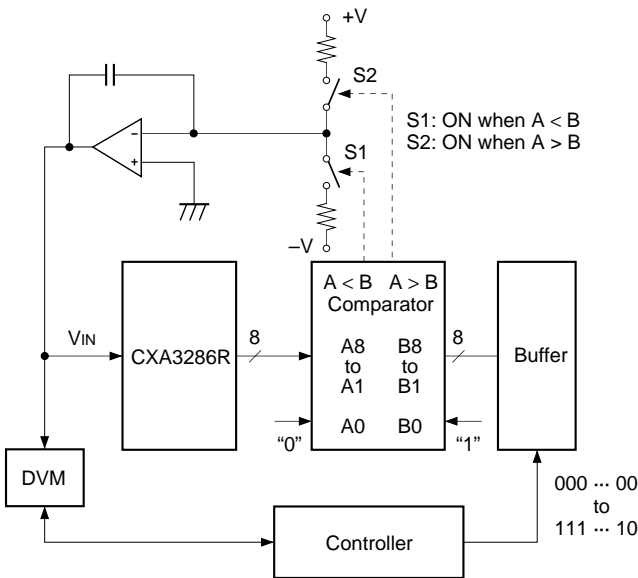 +V
S2
S1: ON when A < B
S2: ON when A > B
–
+
S1
–V
A < B A > B
Comparator
A8 B8
to to
A1 B1
A0 B0
VIN
CXA3286R
8
8
Buffer
"0"
"1"
DVM
000 ··· 00
to
111 ··· 10
Controller